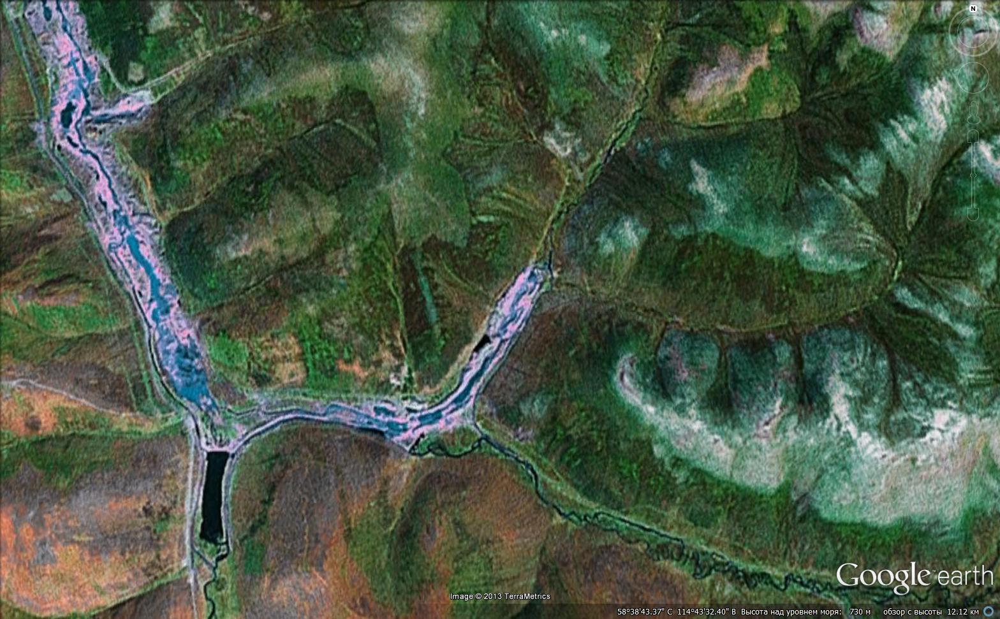 N
Google earth
Image © 2013 TerraMetrics
58°38'43.37" С 114°43'32.40" В Высота над уровнем моря: 730 м обзор с высоты 12.12 км